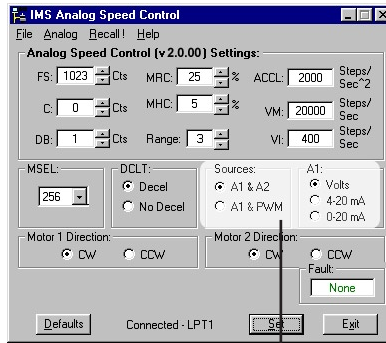 IMS Analog Speed Control
File Analog Recall! Help
Analog Speed Control (v 2.0.00) Settings:
FS: 1023 Cts MRC: 25 % ACCL: 2000 Steps/Sec^2
C: 0 Cts MHC: 5 % VM: 20000 Steps/Sec
DB: 1 Cts Range: 3 VI: 400 Steps/Sec
MSEL: DCLT: Sources: A1:
256 Decel A1 & A2 Volts
No Decel A1 & PWM 4-20 mA
0-20 mA
Motor 1 Direction: Motor 2 Direction:
CW CCW CW CCW
Fault:
None
Defaults Connected - LPT1 Set Exit